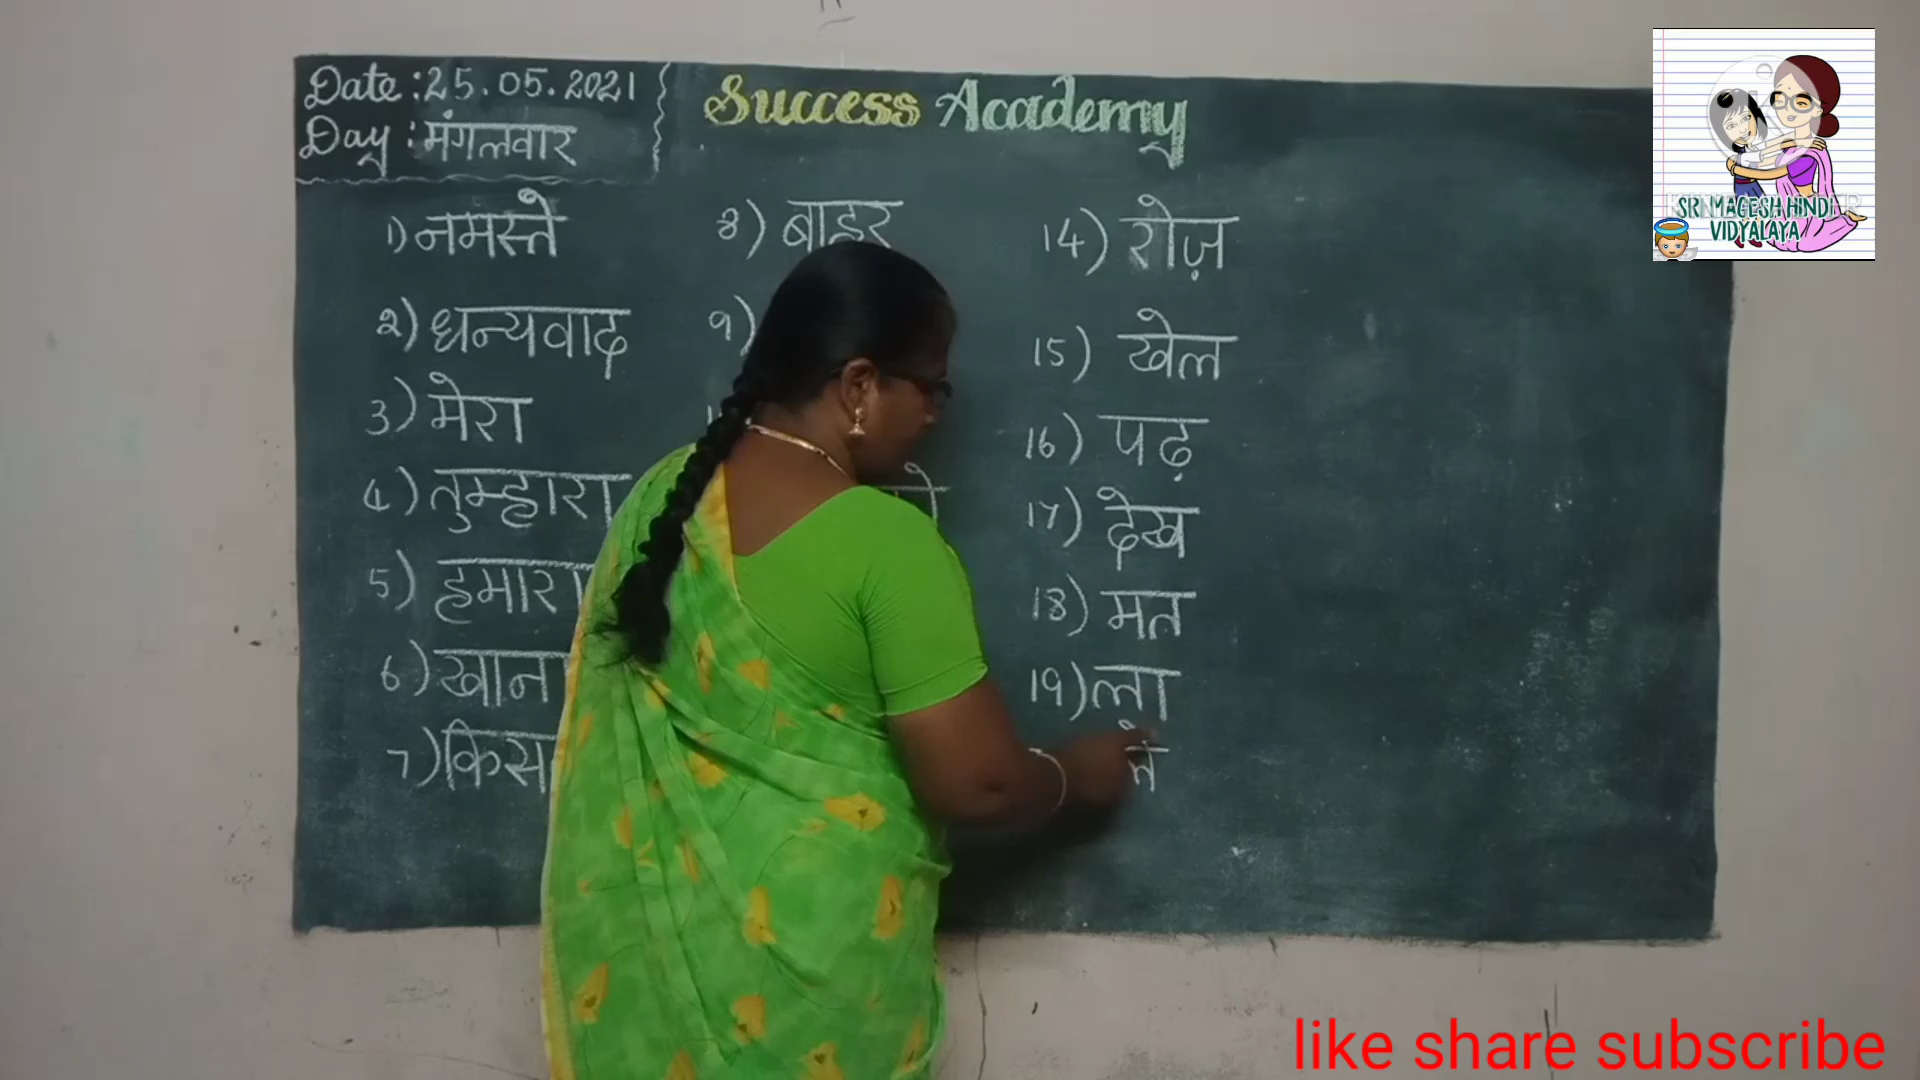 Date : 25.05.2021
Day : मंगलवार
Success Academy
1) नमस्ते
2) धन्यवाद
3) मेरा
4) तुम्हारा
5) हमारा
6) खाना
7)
8) बाहर
9)
14) रोज़
15) खेल
16) पढ़
17) देख
18) मत
19) ला
SRI MAGESH HINDI
VIDYALAYA
like share subscribe